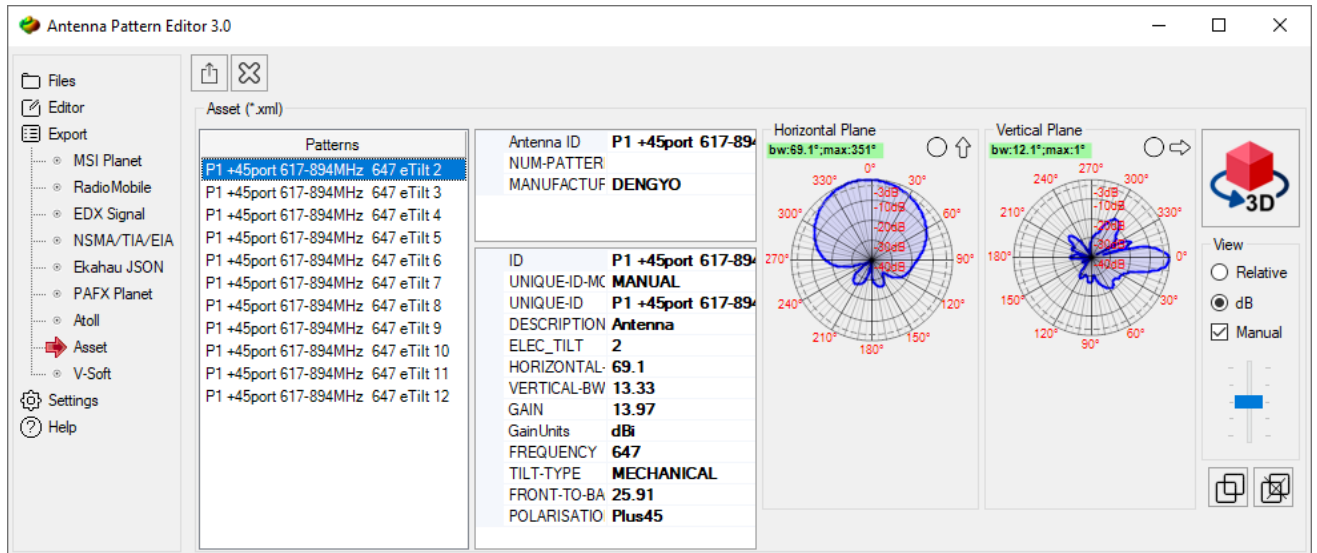 Antenna Pattern Editor 3.0
Files
Editor
Export
MSI Planet
RadioMobile
EDX Signal
NSMA/TIA/EIA
Ekahau JSON
PAFX Planet
Atoll
Asset
V-Soft
Settings
Help
Asset (*.xml)
Patterns
P1 +45port 617-894MHz 647 eTilt 2
P1 +45port 617-894MHz 647 eTilt 3
P1 +45port 617-894MHz 647 eTilt 4
P1 +45port 617-894MHz 647 eTilt 5
P1 +45port 617-894MHz 647 eTilt 6
P1 +45port 617-894MHz 647 eTilt 7
P1 +45port 617-894MHz 647 eTilt 8
P1 +45port 617-894MHz 647 eTilt 9
P1 +45port 617-894MHz 647 eTilt 10
P1 +45port 617-894MHz 647 eTilt 11
P1 +45port 617-894MHz 647 eTilt 12
Antenna ID P1 +45port 617-894
NUM-PATTER
MANUFACTUF DENGYO
ID P1 +45port 617-894
UNIQUE-ID-MC MANUAL
UNIQUE-ID P1 +45port 617-894
DESCRIPTION Antenna
ELEC_TILT 2
HORIZONTAL- 69.1
VERTICAL-BW 13.33
GAIN 13.97
GainUnits dBi
FREQUENCY 647
TILT-TYPE MECHANICAL
FRONT-TO-BA 25.91
POLARISATIO Plus45
Horizontal Plane
bw:69.1°;max:351°
0°
330° 30°
-3dB
-10dB
300° 60°
-20dB
-30dB
270° 90°
-40dB
240° 120°
210° 150°
180°
Vertical Plane
bw:12.1°;max:1°
270°
240° 300°
-3dB
-10dB
210° 330°
-20dB
-30dB
180° 0°
-40dB
150° 30°
120° 60°
90°
3D
View
Relative
dB
Manual